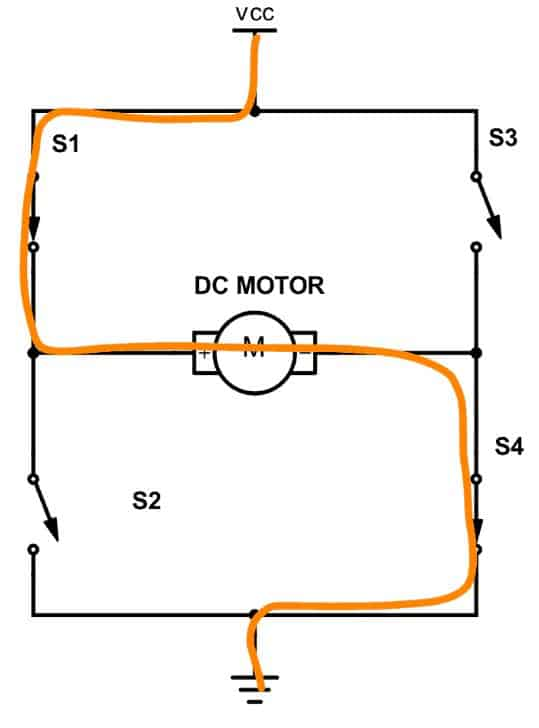 VCC
S1
S3
DC MOTOR
+ M −
S4
S2